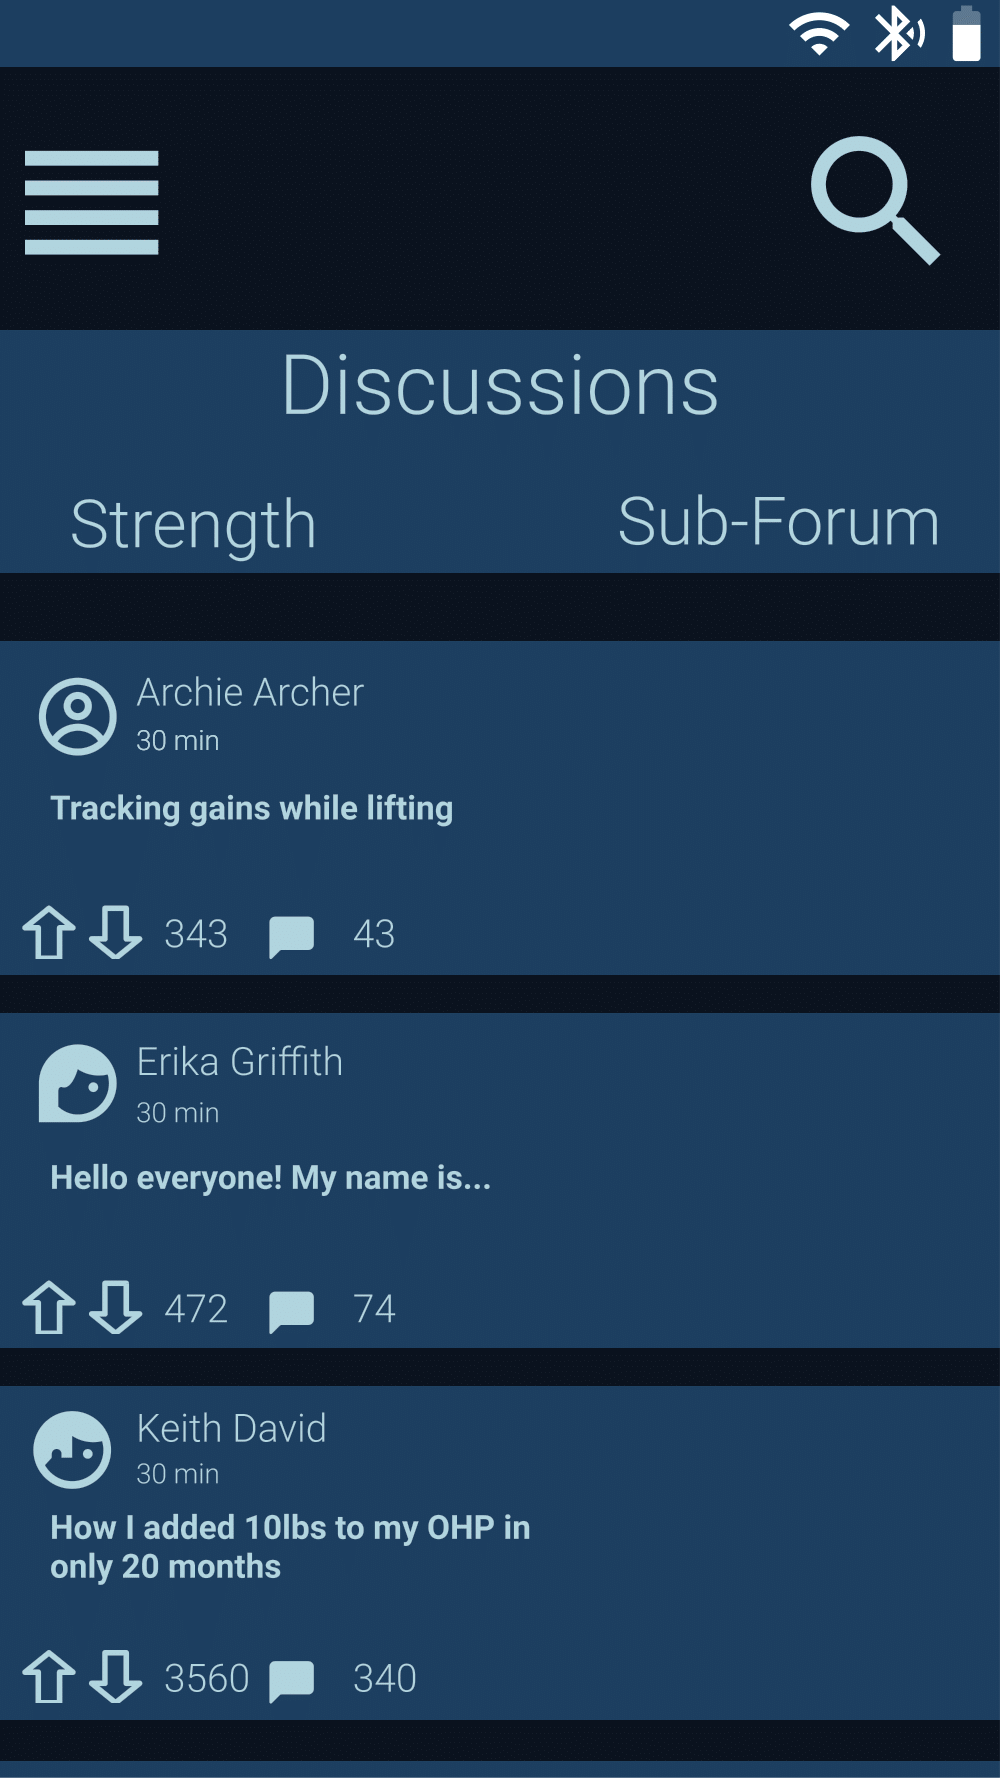 Discussions
Strength
Sub-Forum
Archie Archer
30 min
Tracking gains while lifting
343 43
Erika Griffith
30 min
Hello everyone! My name is...
472 74
Keith David
30 min
How I added 10lbs to my OHP in
only 20 months
3560 340